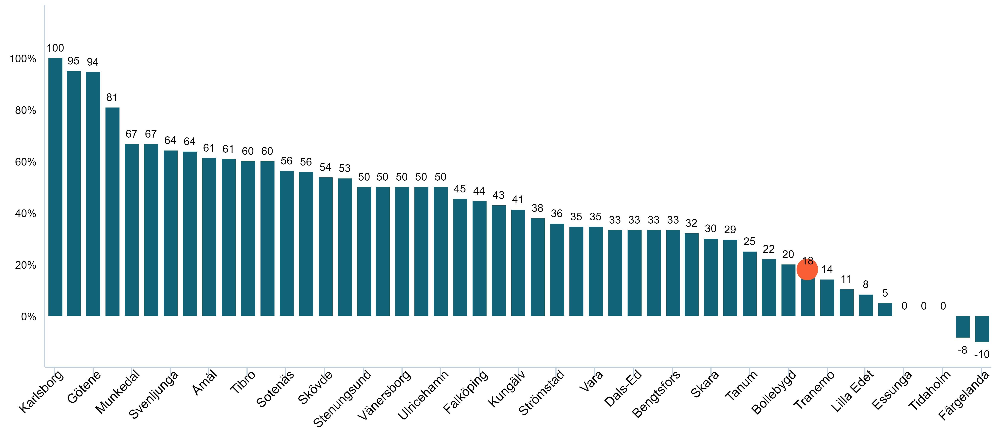 100%
80%
60%
40%
20%
0%
100
95
94
81
67
67
64
64
61
61
60
60
56
56
54
53
50
50
50
50
50
45
44
43
41
38
36
35
35
33
33
33
33
32
30
29
25
22
20
18
14
11
8
5
0
0
0
-8
-10
Karlsborg
Götene
Munkedal
Svenljunga
Åmål
Tibro
Sotenäs
Skövde
Stenungsund
Vänersborg
Ulricehamn
Falköping
Kungälv
Strömstad
Vara
Dals-Ed
Bengtsfors
Skara
Tanum
Bollebygd
Tranemo
Lilla Edet
Essunga
Tidaholm
Färgelanda